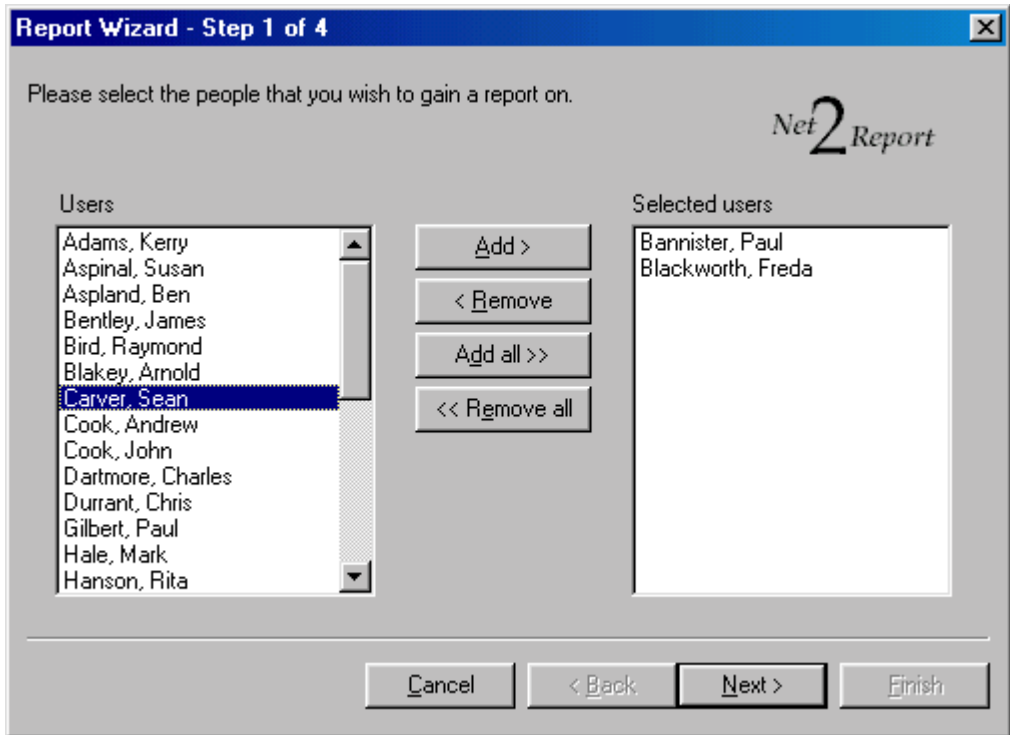 Report Wizard - Step 1 of 4
Please select the people that you wish to gain a report on.
Net2 Report
Users
Adams, Kerry
Aspinal, Susan
Aspland, Ben
Bentley, James
Bird, Raymond
Blakey, Arnold
Carver, Sean
Cook, Andrew
Cook, John
Dartmore, Charles
Durrant, Chris
Gilbert, Paul
Hale, Mark
Hanson, Rita
Add >
< Remove
Add all >>
<< Remove all
Selected users
Bannister, Paul
Blackworth, Freda
Cancel
< Back
Next >
Finish